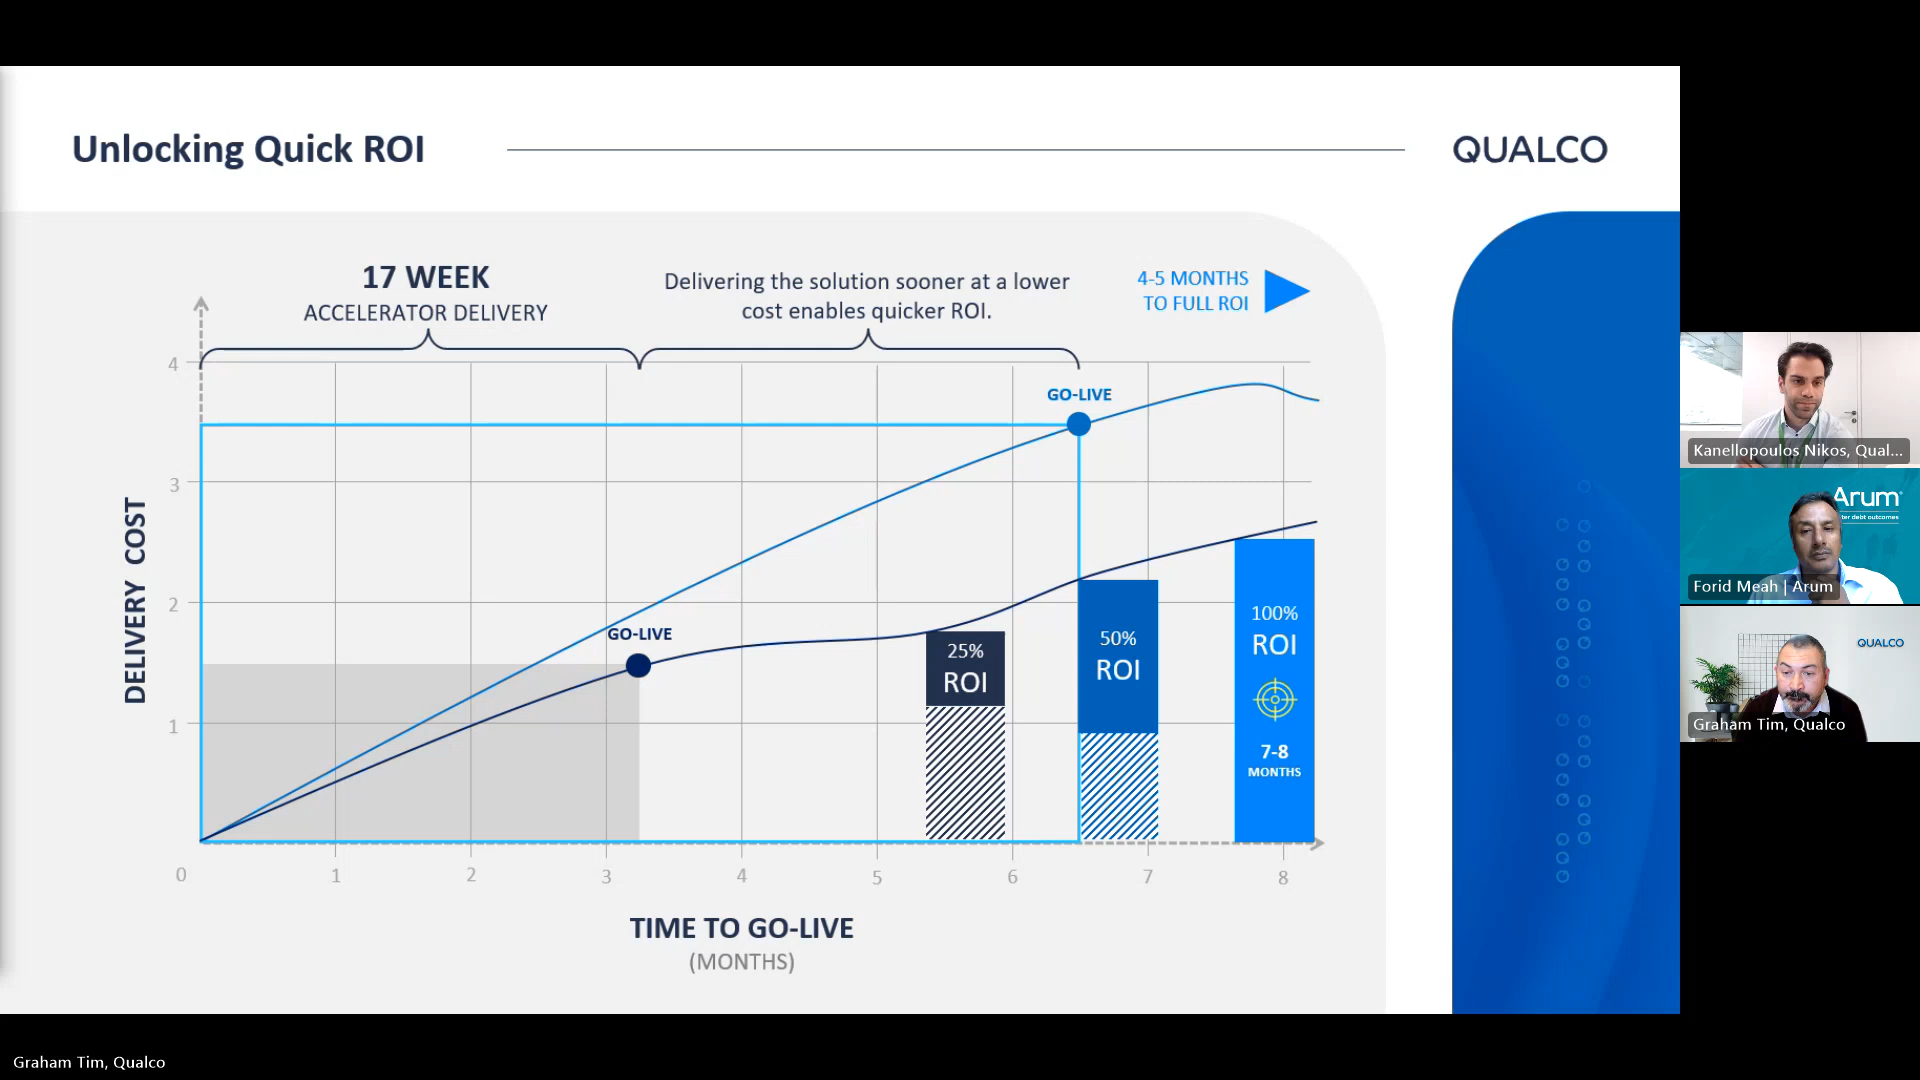 Unlocking Quick ROI
QUALCO
17 WEEK
ACCELERATOR DELIVERY
Delivering the solution sooner at a lower
cost enables quicker ROI.
4-5 MONTHS
TO FULL ROI
4
3
2
1
0
DELIVERY COST
GO-LIVE
GO-LIVE
25%
ROI
50%
ROI
100%
ROI
7-8
MONTHS
1
2
3
4
5
6
7
8
TIME TO GO-LIVE
(MONTHS)
Kanellopoulos Nikos, Qual...
Arum
ter debt outcomes
Forid Meah | Arum
QUALCO
Graham Tim, Qualco
Graham Tim, Qualco